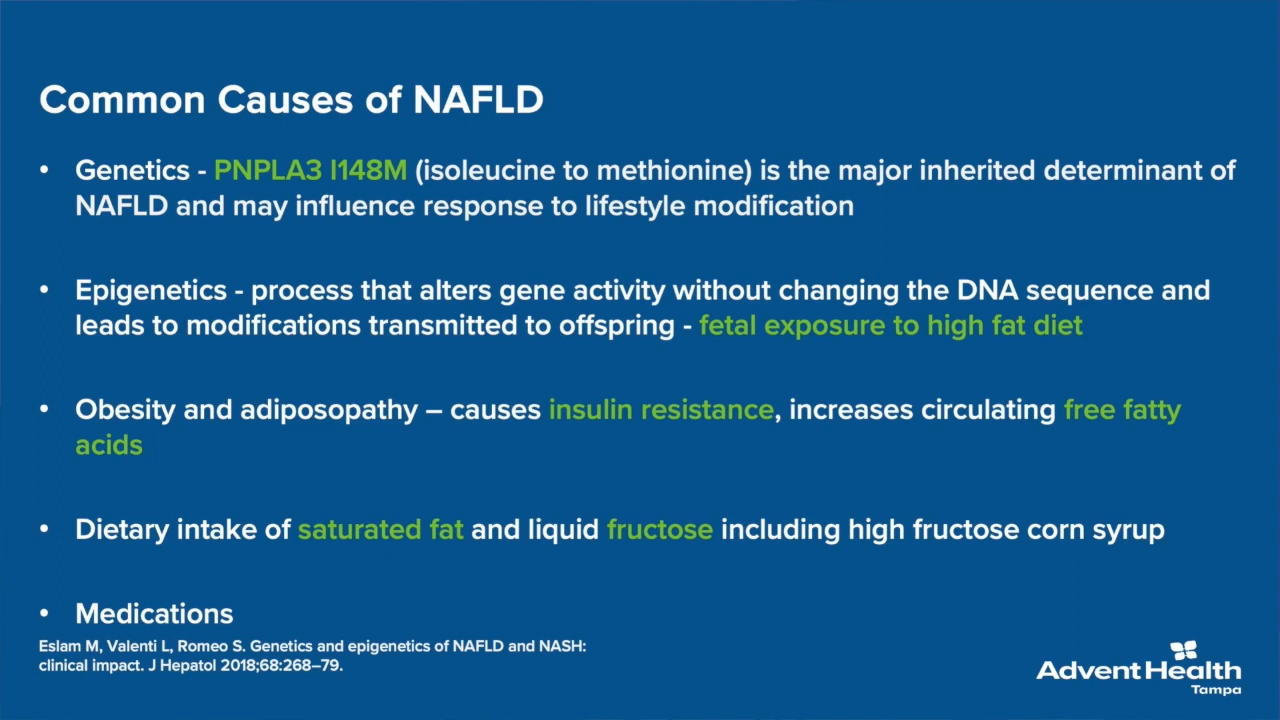 Common Causes of NAFLD
• Genetics - PNPLA3 I148M (isoleucine to methionine) is the major inherited determinant of
NAFLD and may influence response to lifestyle modification
• Epigenetics - process that alters gene activity without changing the DNA sequence and
leads to modifications transmitted to offspring - fetal exposure to high fat diet
• Obesity and adiposopathy – causes insulin resistance, increases circulating free fatty
acids
• Dietary intake of saturated fat and liquid fructose including high fructose corn syrup
• Medications
Eslam M, Valenti L, Romeo S. Genetics and epigenetics of NAFLD and NASH:
clinical impact. J Hepatol 2018;68:268–79.
AdventHealth
Tampa